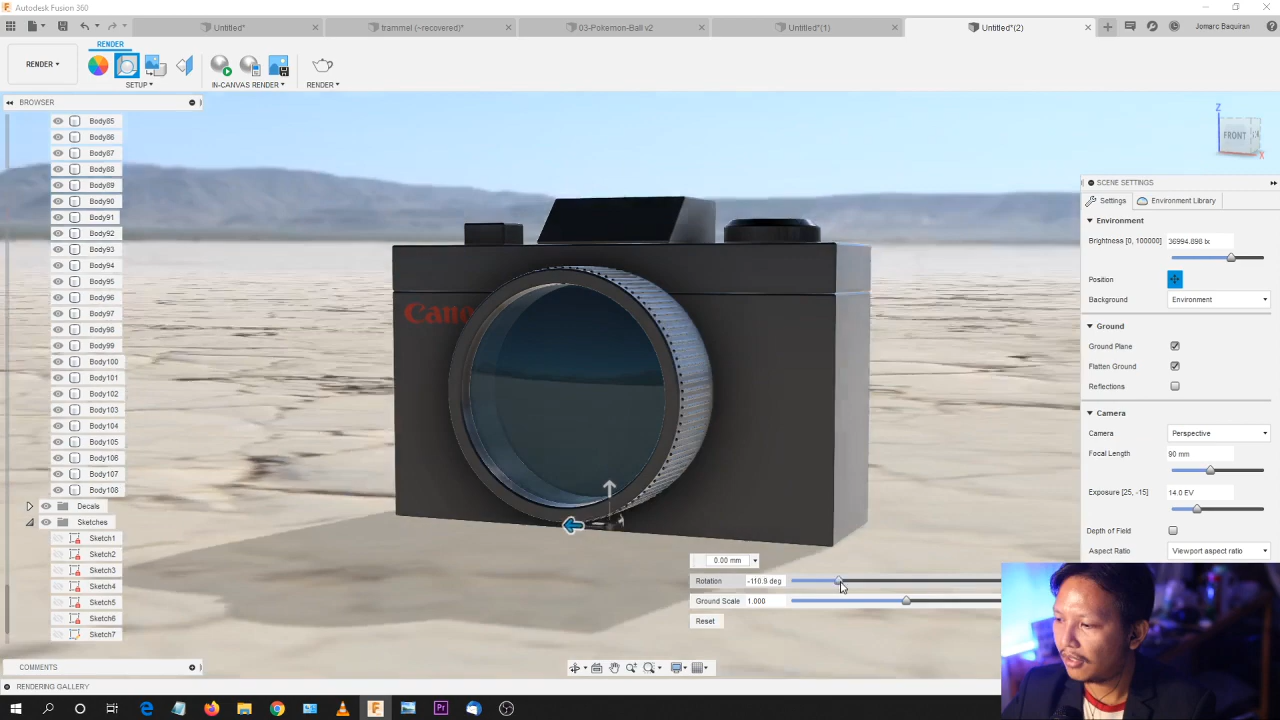 Autodesk Fusion 360
Untitled*
trammel (~recovered)*
03-Pokemon-Ball v2
Untitled*(1)
Untitled*(2)
Jomarc Baquiran
RENDER
RENDER
SETUP
IN-CANVAS RENDER
RENDER
BROWSER
Body85
Body86
Body87
Body88
Body89
Body90
Body91
Body92
Body93
Body94
Body95
Body96
Body97
Body98
Body99
Body100
Body101
Body102
Body103
Body104
Body105
Body106
Body107
Body108
Decals
Sketches
Sketch1
Sketch2
Sketch3
Sketch4
Sketch5
Sketch6
Sketch7
COMMENTS
RENDERING GALLERY
Z
FRONT
X
SCENE SETTINGS
Settings
Environment Library
Environment
Brightness [0, 100000]
36994.898 lx
Position
Background
Environment
Ground
Ground Plane
Flatten Ground
Reflections
Camera
Camera
Perspective
Focal Length
90 mm
Exposure [25, -15]
14.0 EV
Depth of Field
Aspect Ratio
Viewport aspect ratio
0.00 mm
Rotation
-110.9 deg
Ground Scale
1.000
Reset